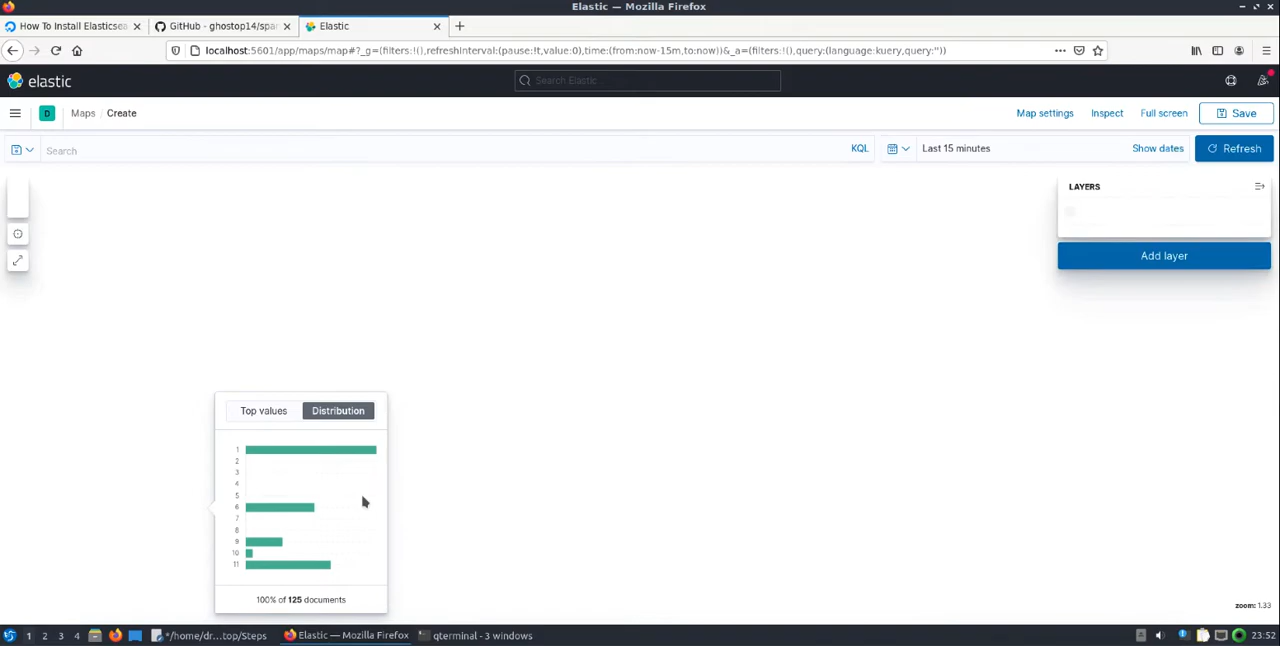 Elastic — Mozilla Firefox
How To Install Elasticsea
GitHub - ghostop14/spar
Elastic
localhost:5601/app/maps/map#?_g=(filters:!(),refreshInterval:(pause:!t,value:0),time:(from:now-15m,to:now))&_a=(filters:!(),query:(language:kuery,query:''))
elastic
Search Elastic
D
Maps / Create
Map settings
Inspect
Full screen
Save
Search
KQL
Last 15 minutes
Show dates
Refresh
LAYERS
Add layer
Top values
Distribution
1
2
3
4
5
6
7
8
9
10
11
100% of 125 documents
zoom: 1.33
1 2 3 4
*/home/dr...top/Steps
Elastic — Mozilla Firefox
qterminal - 3 windows
23:52